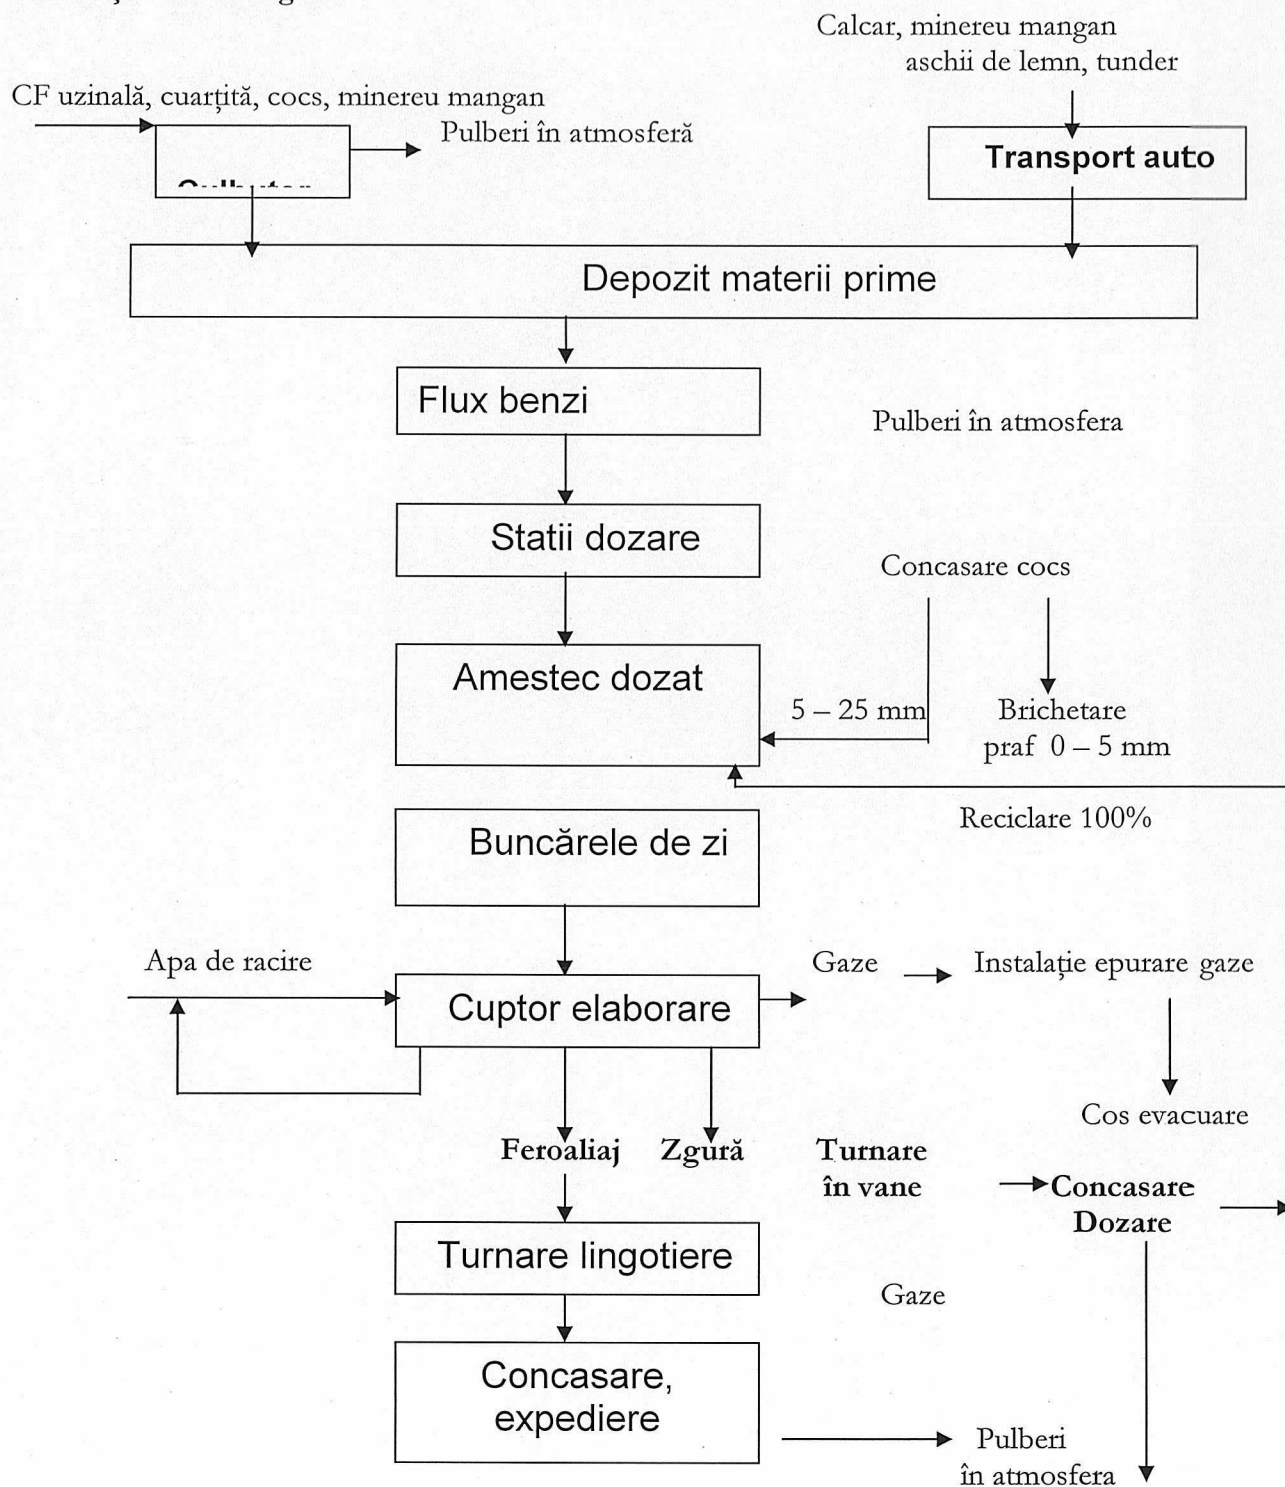 Calcar, minereu mangan
aschii de lemn, tunder
CF uzinală, cuarțită, cocs, minereu mangan
Pulberi în atmosferă
Transport auto
Depozit materii prime
Flux benzi
Pulberi în atmosfera
Statii dozare
Concasare cocs
Amestec dozat
5 – 25 mm
Brichetare
praf 0 – 5 mm
Reciclare 100%
Buncărele de zi
Apa de racire
Gaze
Instalație epurare gaze
Cuptor elaborare
Cos evacuare
Feroaliaj
Zgură
Turnare
în vane
Concasare
Dozare
Turnare lingotiere
Gaze
Concasare,
expediere
Pulberi
în atmosfera